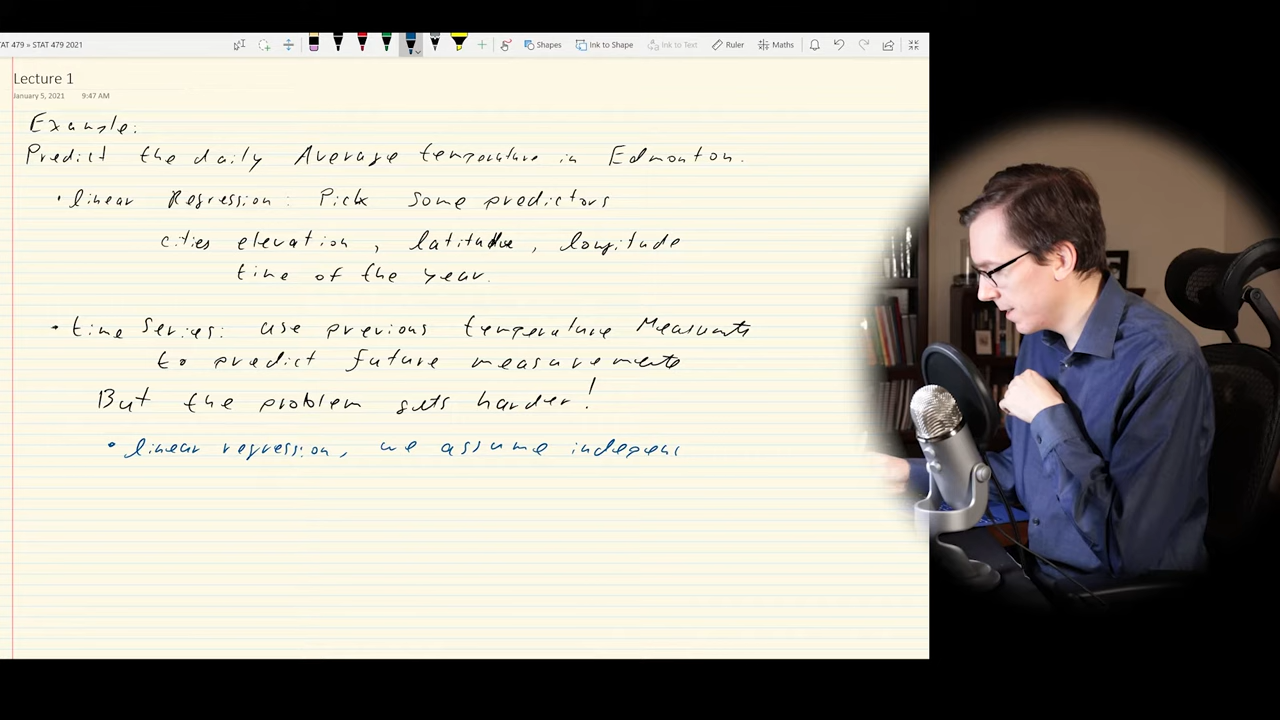 AT 479 » STAT 479 2021
Shapes
Ink to Shape
Ink to Text
Ruler
Maths
Lecture 1
January 5, 2021 9:47 AM
Example:
Predict the daily Average temperature in Edmonton.
• linear Regression: Pick some predictors
cities elevation, latitude, longitude
time of the year.
• time series: use previous temperature
to predict future measurements
But the problem gets harder!
• linear regression, we assume indepen